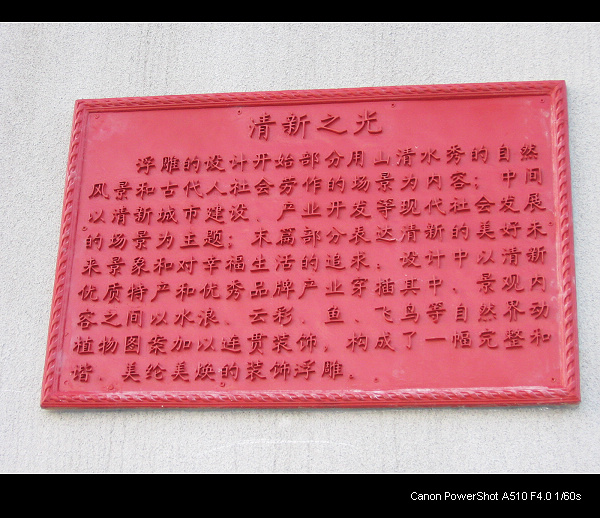 清新之光
浮雕的设计开始部分用山清水秀的自然
风景和古代人社会劳作的场景为内容；中间
以清新城市建设、产业开发等现代社会发展
的场景为主题；末篇部分表达清新的美好未
来景象和对幸福生活的追求，设计中以清新
优质特产和优秀品牌产业穿插其中，景观内
容之间以水浪、云彩、鱼、飞鸟等自然界动
植物图案加以连贯装饰，构成了一幅完整和
谐、美纶美焕的装饰浮雕。
Canon PowerShot A510 F4.0 1/60s